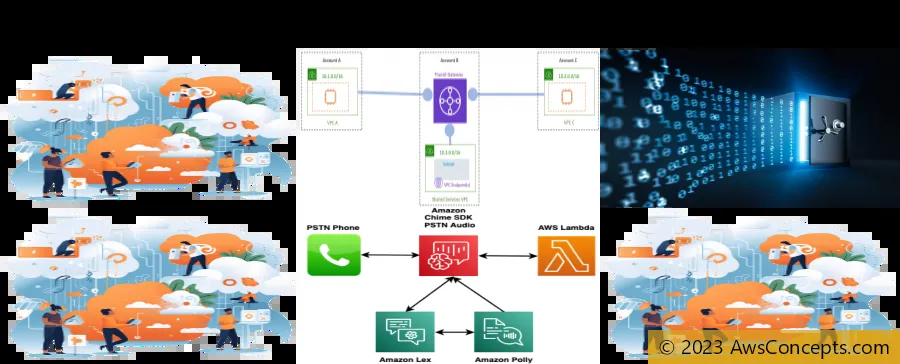 Account A
Account B
Account C
10.1.0.0/16
Transit Gateway
10.2.0.0/16
VPC A
VPC C
10.3.0.0/16
Subnet
VPC Endpoint(s)
Shared Services VPC
Amazon
Chime SDK
PSTN Audio
PSTN Phone
AWS Lambda
Amazon Lex
Amazon Polly
© 2023 AwsConcepts.com